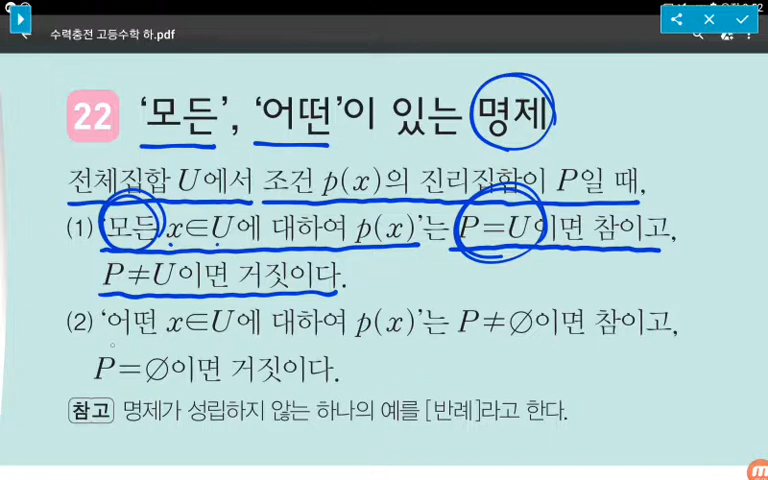 수력충전 고등수학 하.pdf
22 '모든', '어떤'이 있는 명제
전체집합 U에서 조건 p(x)의 진리집합이 P일 때,
(1) '모든 x∈U에 대하여 p(x)'는 P=U이면 참이고,
P≠U이면 거짓이다.
(2) '어떤 x∈U에 대하여 p(x)'는 P≠∅이면 참이고,
P=∅이면 거짓이다.
참고 명제가 성립하지 않는 하나의 예를 [반례]라고 한다.